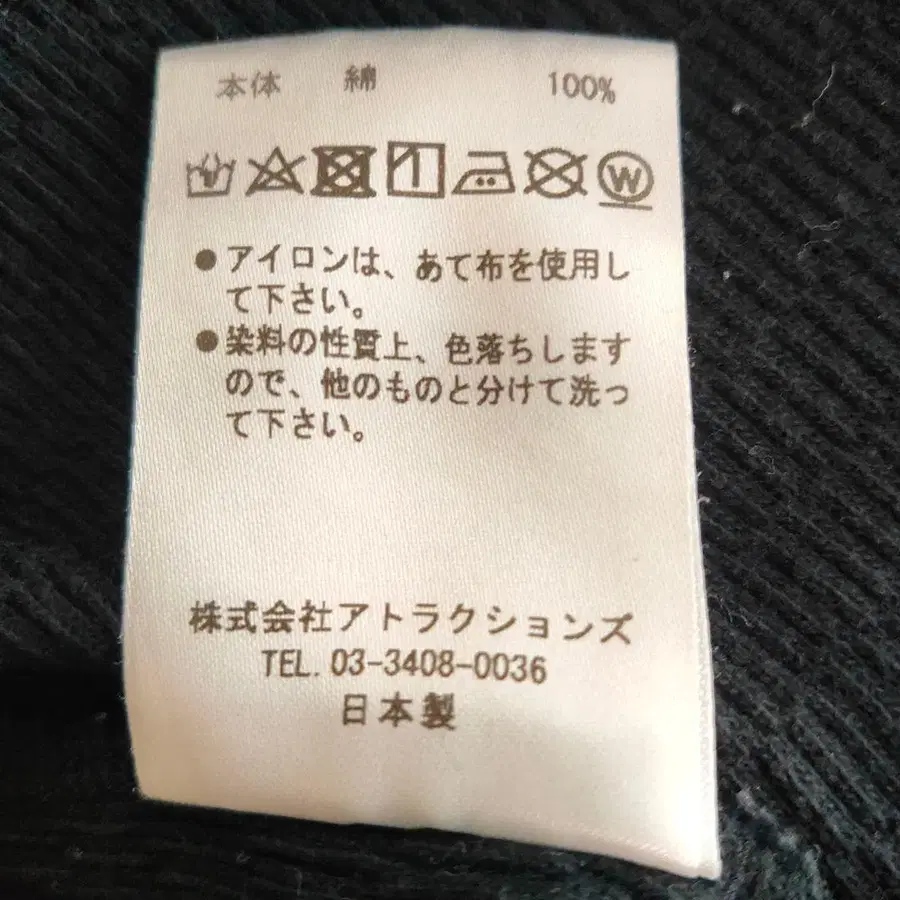 本体 綿 100%
W
●アイロンは、あて布を使用し
て下さい。
●染料の性質上、色落ちします
ので、他のものと分けて洗っ
て下さい。
株式会社アトラクションズ
TEL. 03-3408-0036
日本製